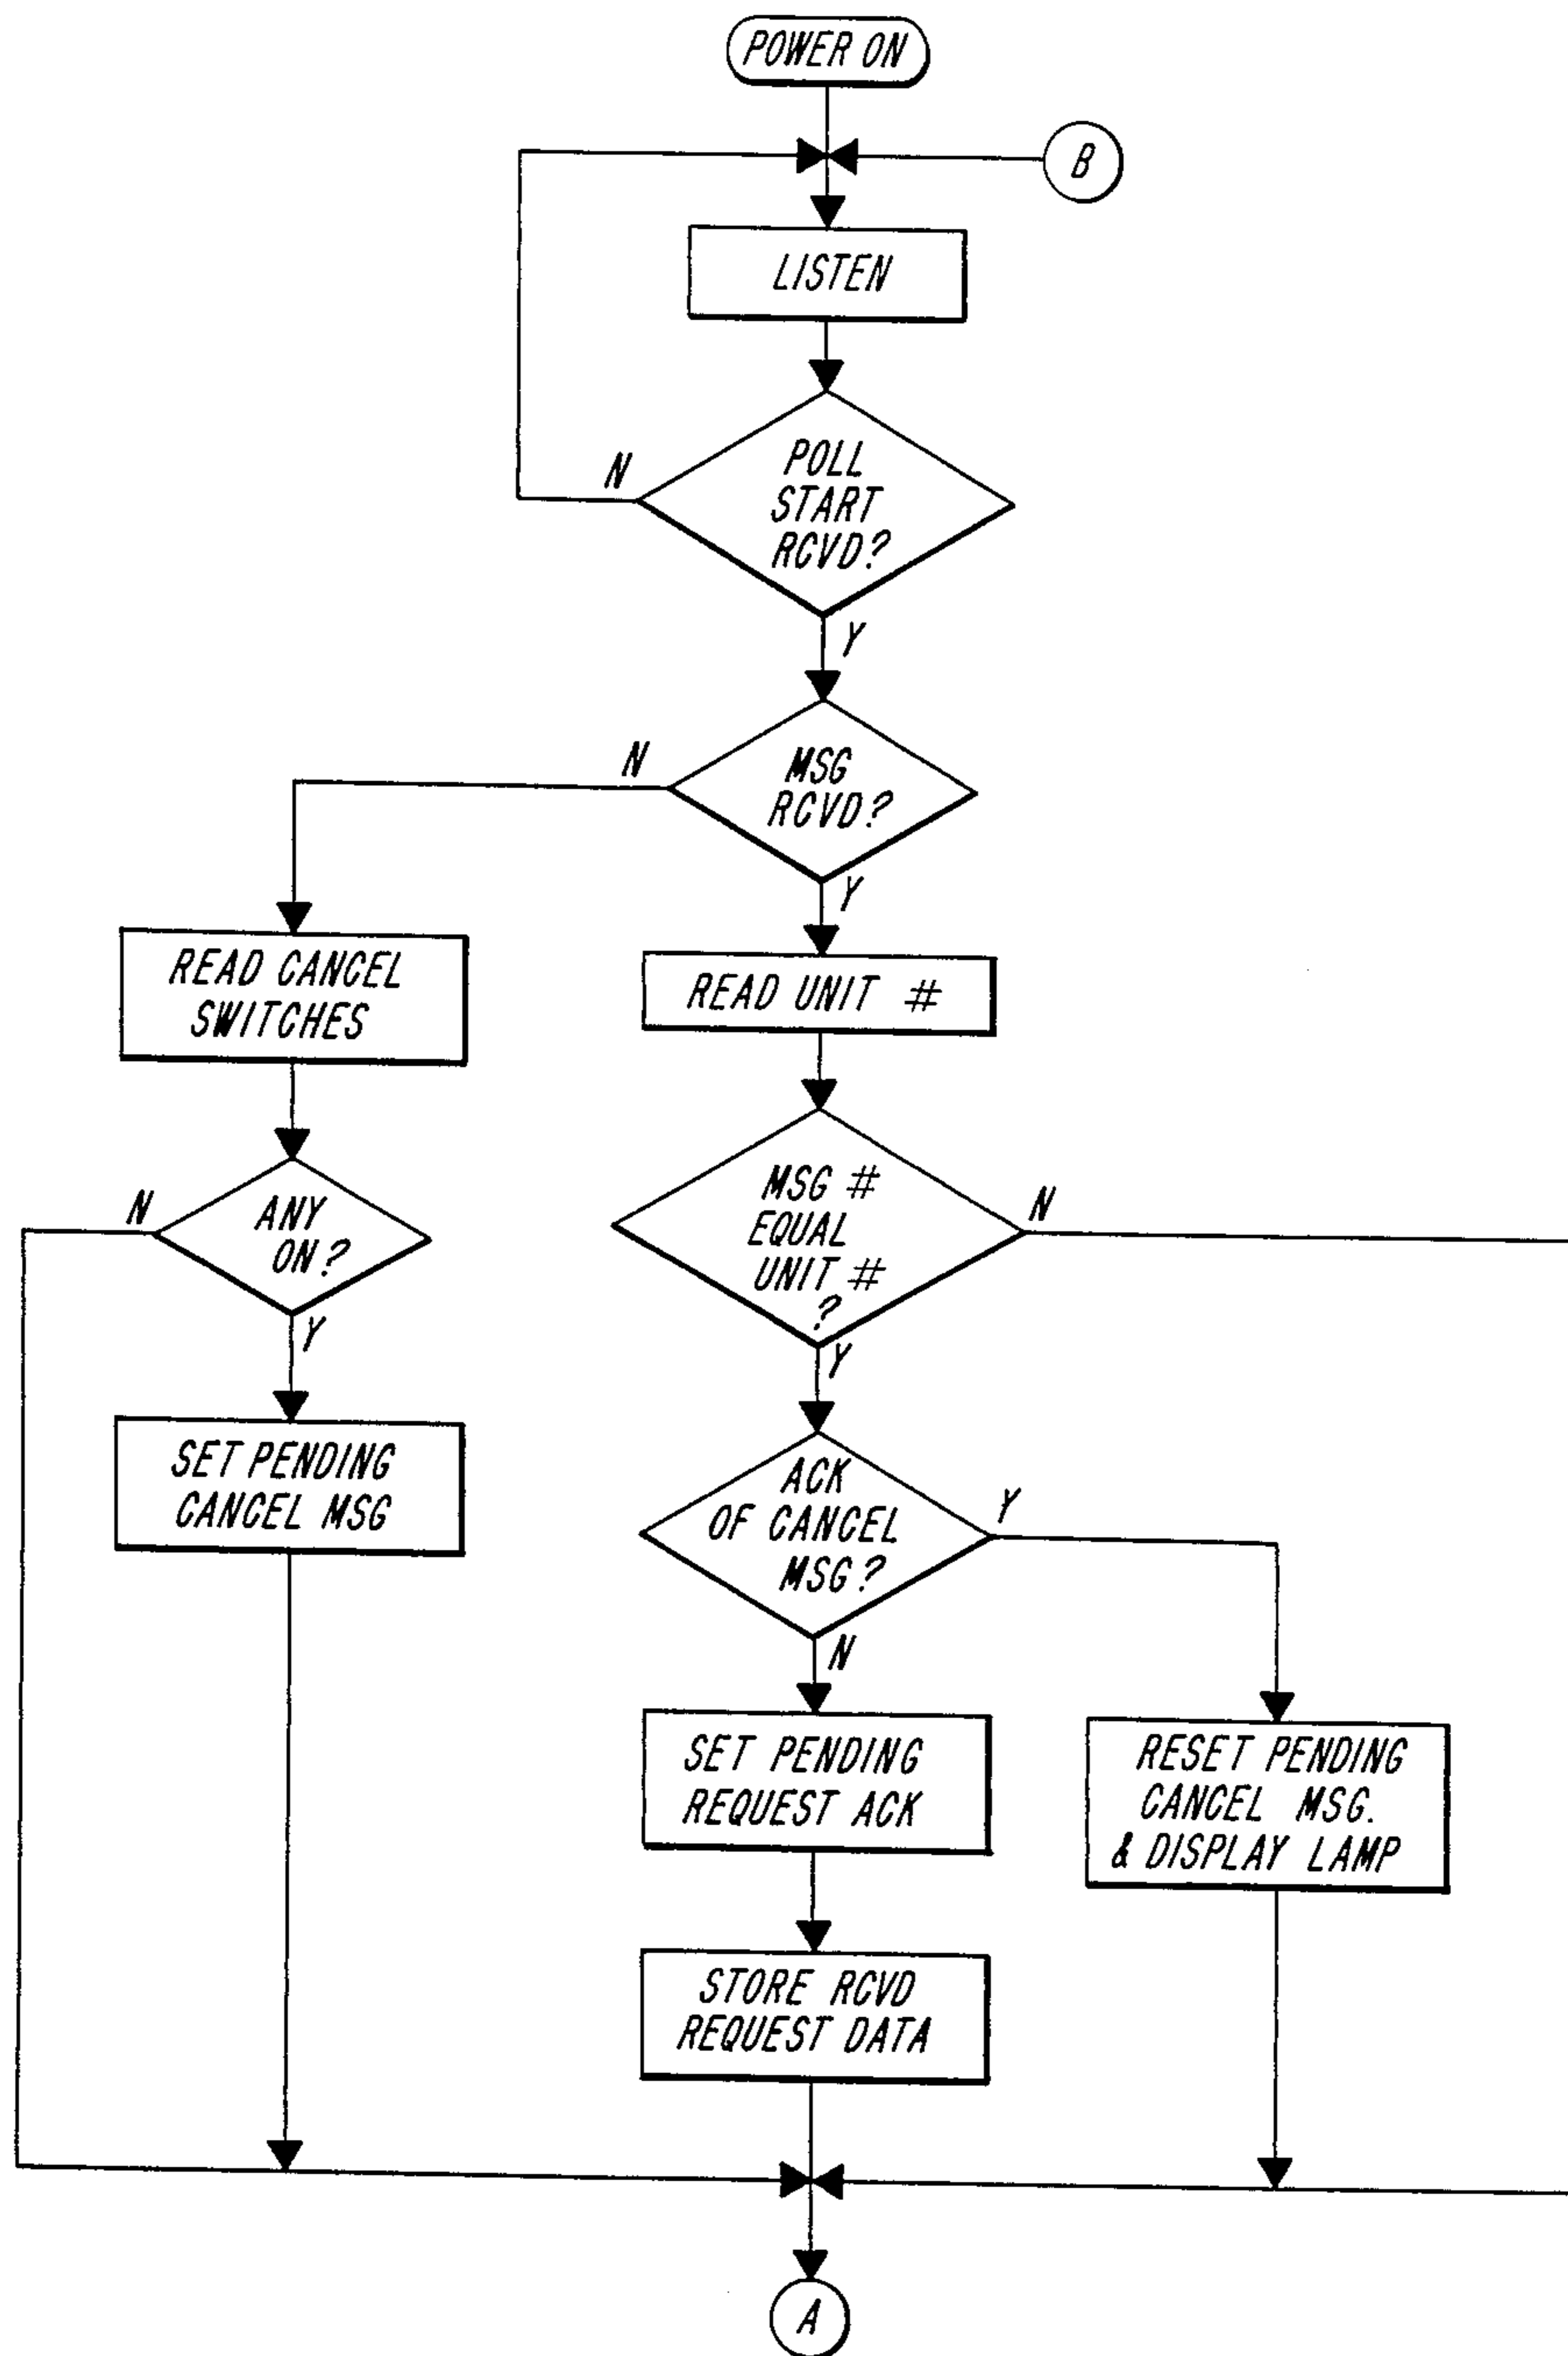 POWER ON
B
LISTEN
POLL
START
RCVD?
N
Y
MSG
RCVD?
N
Y
READ CANCEL
SWITCHES
READ UNIT #
ANY
ON?
N
Y
MSG #
EQUAL
UNIT #
?
N
Y
SET PENDING
CANCEL MSG
ACK
OF CANCEL
MSG?
Y
N
SET PENDING
REQUEST ACK
RESET PENDING
CANCEL MSG.
& DISPLAY LAMP
STORE RCVD
REQUEST DATA
A